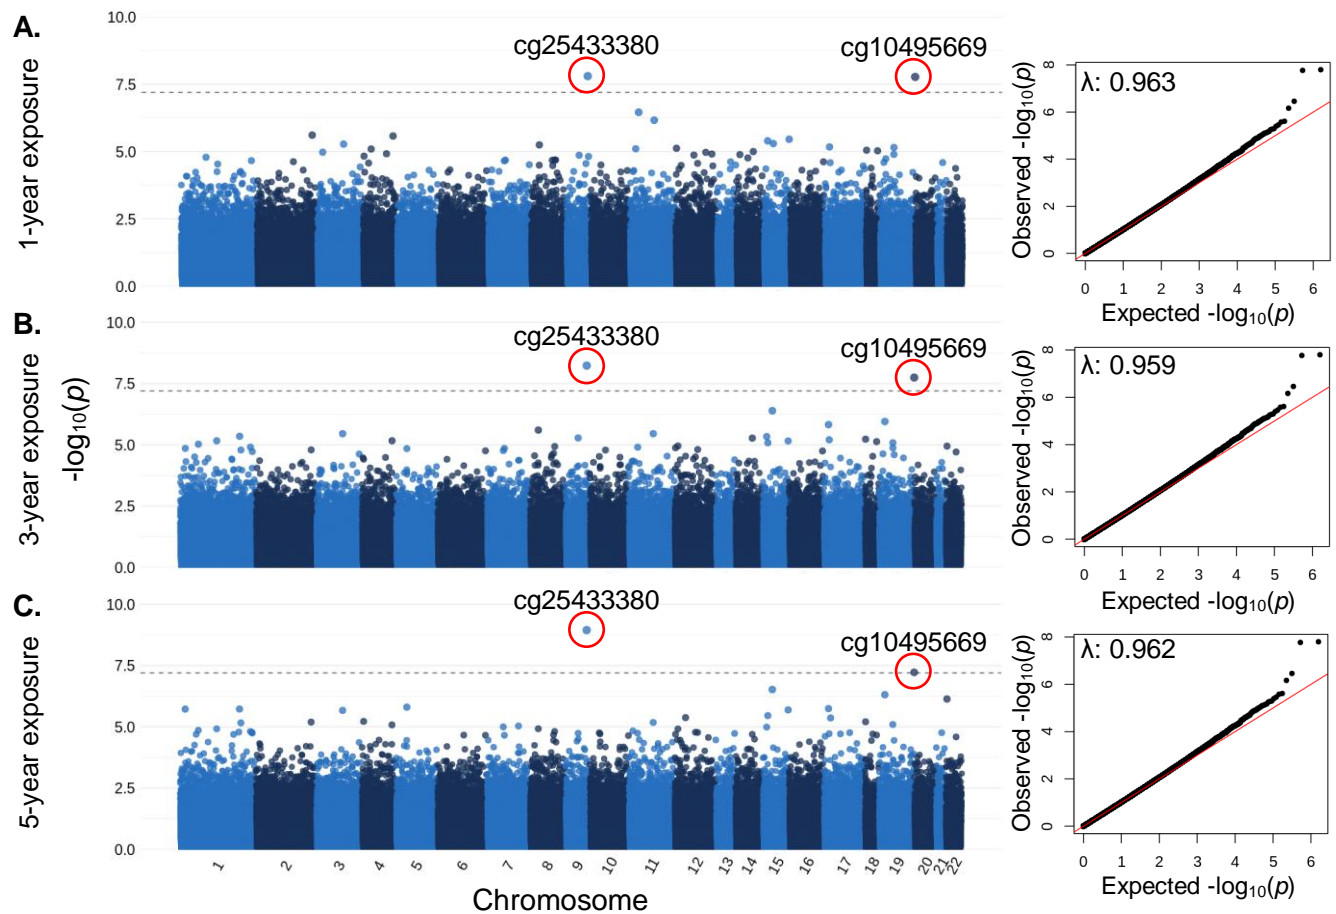 A.
1-year exposure
10.0
7.5
5.0
2.5
0.0
cg25433380
cg10495669
λ: 0.963
Observed -log₁₀(p)
8
6
4
2
0
0 1 2 3 4 5 6
Expected -log₁₀(p)
B.
3-year exposure
-log₁₀(p)
10.0
7.5
5.0
2.5
0.0
cg25433380
cg10495669
λ: 0.959
Observed -log₁₀(p)
8
6
4
2
0
0 1 2 3 4 5 6
Expected -log₁₀(p)
C.
5-year exposure
10.0
7.5
5.0
2.5
0.0
cg25433380
cg10495669
1 2 3 4 5 6 7 8 9 10 11 12 13 14 15 16 17 18 19 20 21 22
Chromosome
λ: 0.962
Observed -log₁₀(p)
8
6
4
2
0
0 1 2 3 4 5 6
Expected -log₁₀(p)